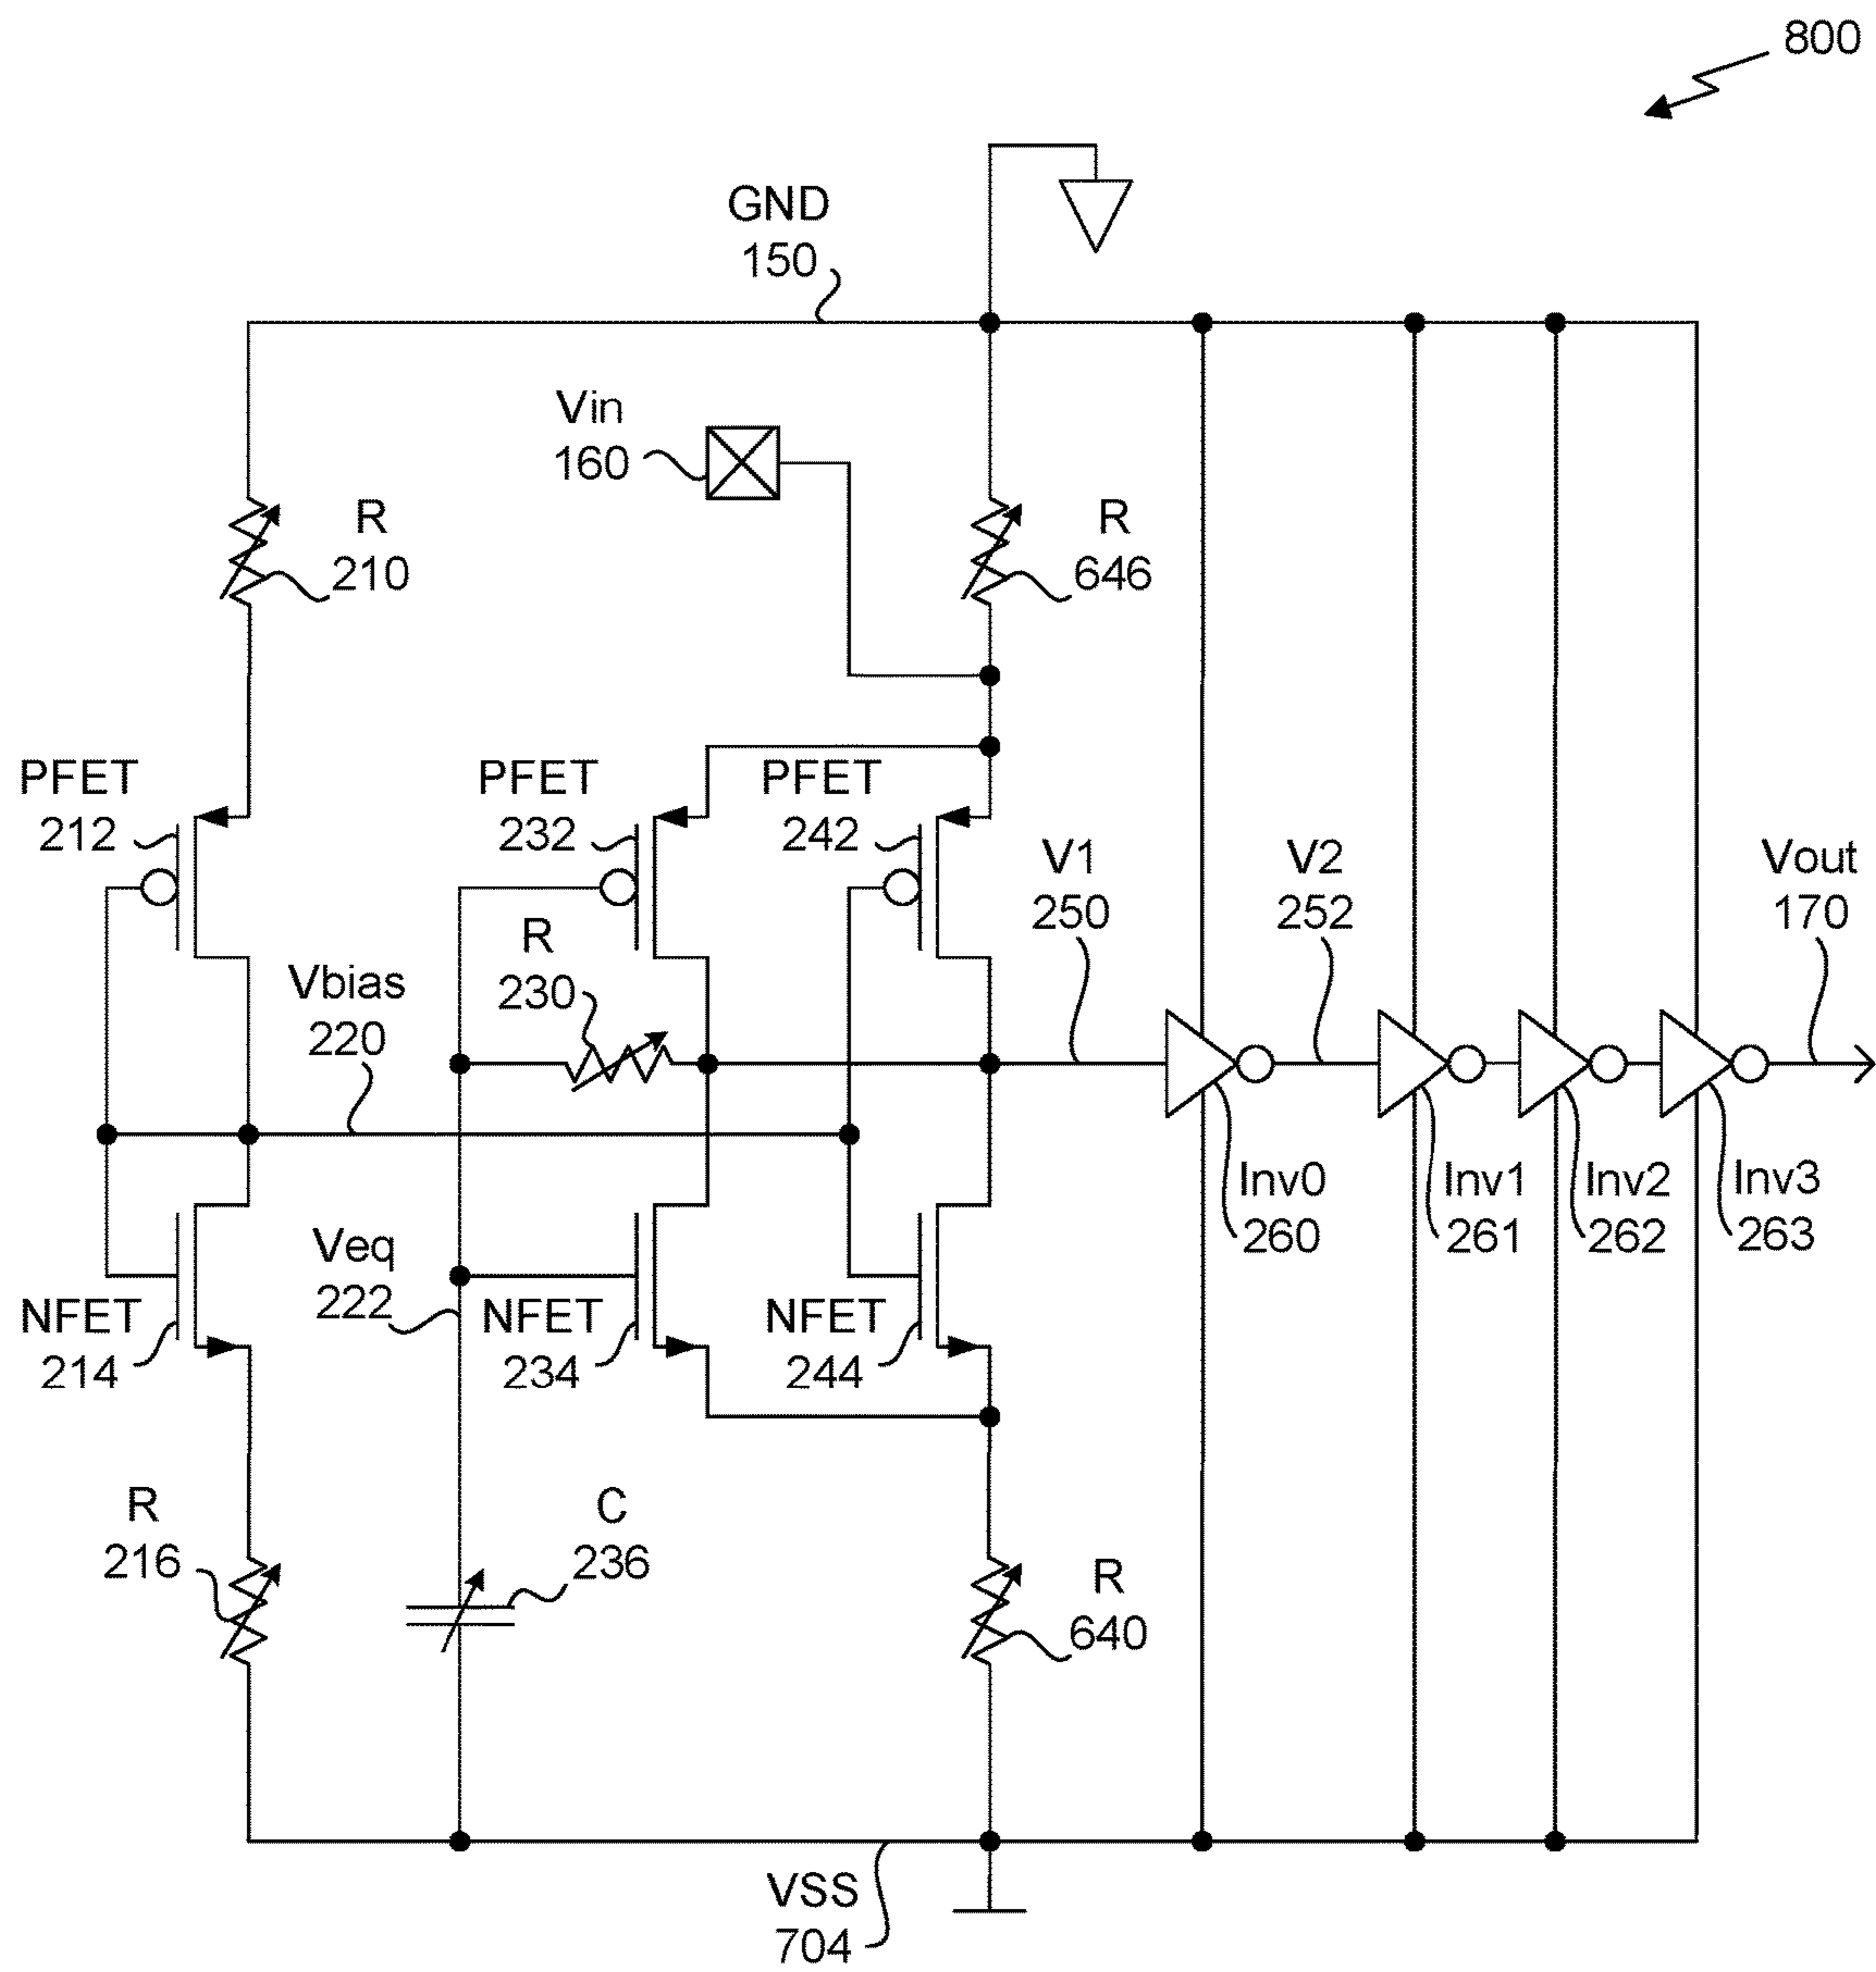 800
GND
150
Vin
160
R
210
R
646
PFET
212
PFET
232
PFET
242
V1
250
V2
252
Vout
170
R
230
Vbias
220
Inv0
260
Inv1
261
Inv2
262
Inv3
263
Veq
222
NFET
214
NFET
234
NFET
244
R
216
C
236
R
640
VSS
704